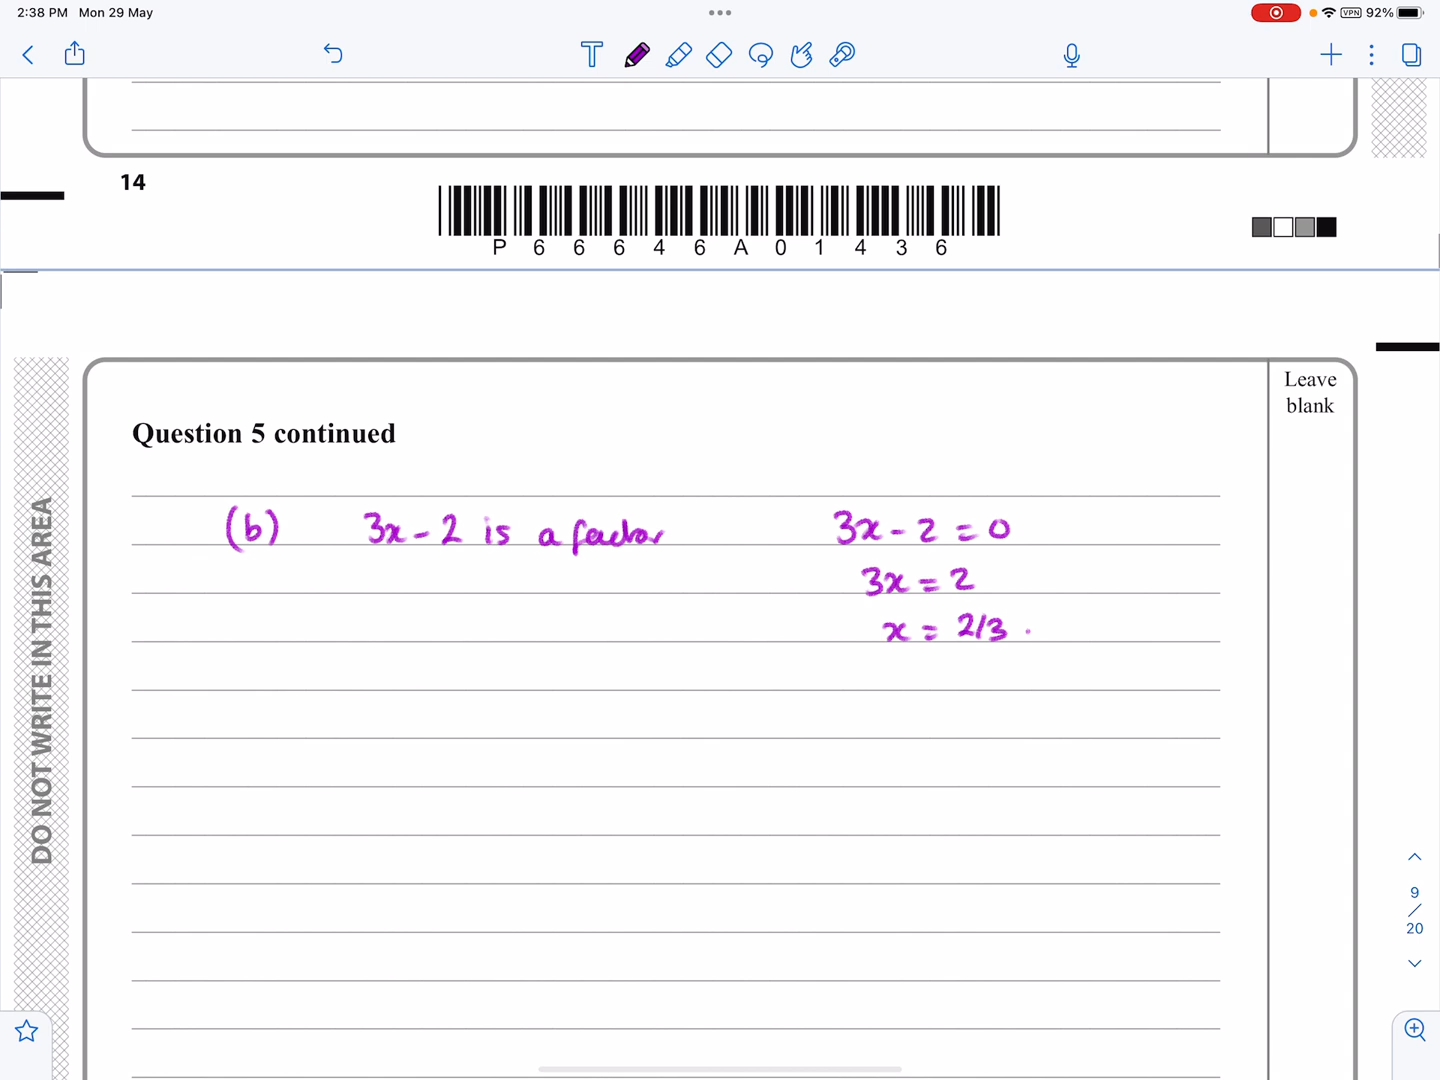 2:38 PM Mon 29 May
VPN 92%
14
P 6 6 6 4 6 A 0 1 4 3 6
Leave
blank
Question 5 continued
DO NOT WRITE IN THIS AREA
(b) 3x - 2 is a factor 3x - 2 = 0
3x = 2
x = 2/3 .
9
/
20